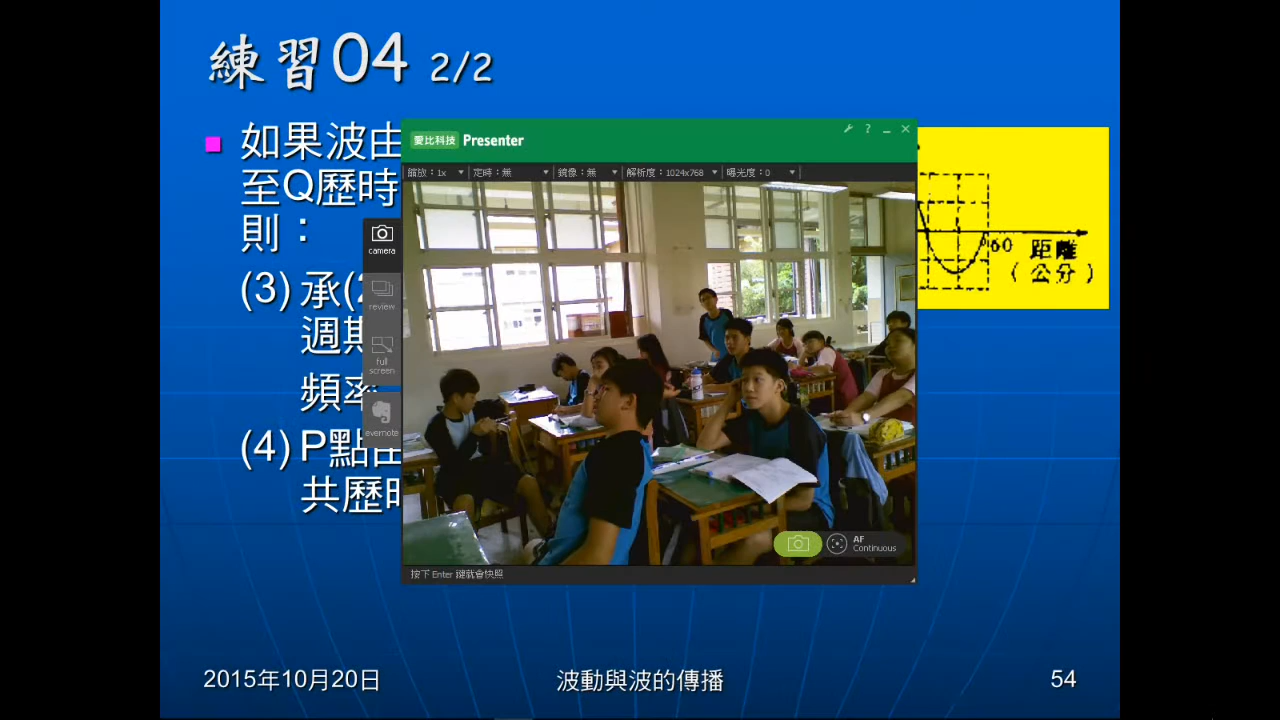 練習04 2/2
如果波由
至Q歷時
則：
(3) 承(2
週期
頻率
(4) P點由
共歷時
愛比科技 Presenter
縮放：1x 定時：無 鏡像：無 解析度：1024x768 曝光度：0
camera
review
full
screen
evernote
AF
Continuous
按下 Enter 鍵就會快照
60 距離
(公分)
2015年10月20日 波動與波的傳播 54